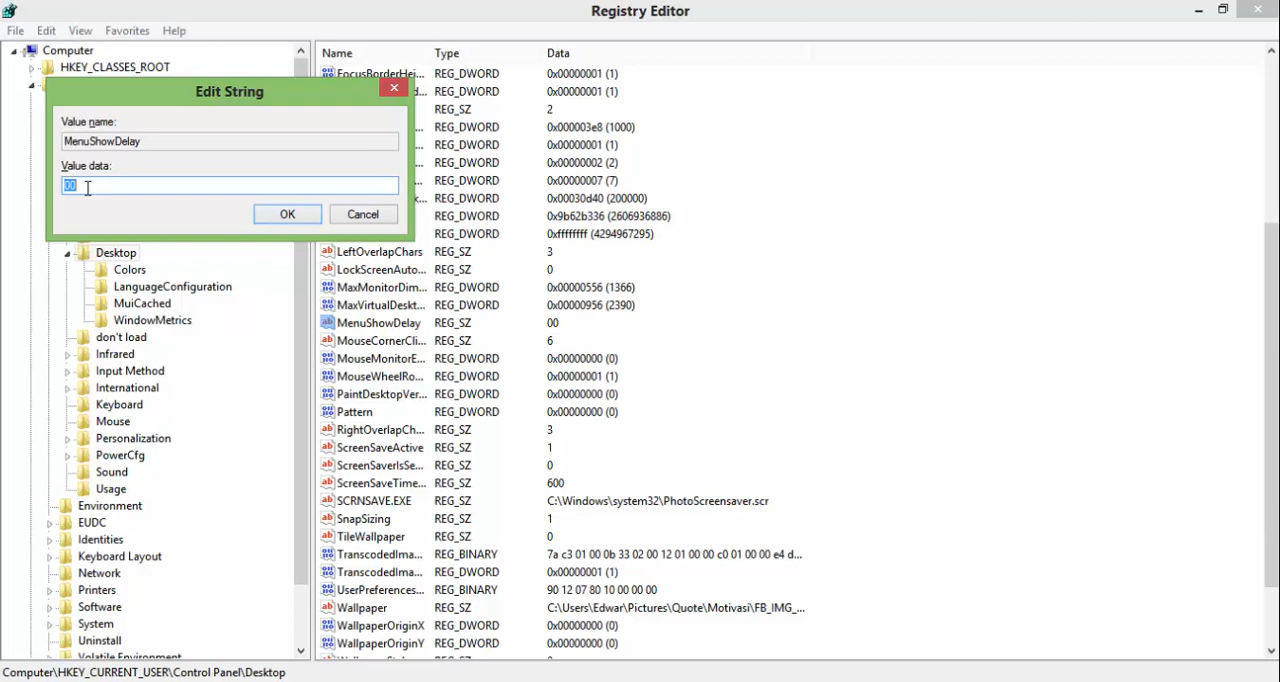 Registry Editor
File Edit View Favorites Help
Computer
HKEY_CLASSES_ROOT
Edit String
Value name:
MenuShowDelay
Value data:
00
OK Cancel
Desktop
Colors
LanguageConfiguration
MuiCached
WindowMetrics
don't load
Infrared
Input Method
International
Keyboard
Mouse
Personalization
PowerCfg
Sound
Usage
Environment
EUDC
Identities
Keyboard Layout
Network
Printers
Software
System
Uninstall
Volatile Environment
Name Type Data
FocusBorderHei... REG_DWORD 0x00000001 (1)
REG_DWORD 0x00000001 (1)
REG_SZ 2
REG_DWORD 0x000003e8 (1000)
REG_DWORD 0x00000001 (1)
REG_DWORD 0x00000002 (2)
REG_DWORD 0x00000007 (7)
REG_DWORD 0x00030d40 (200000)
REG_DWORD 0x9b62b336 (2606936886)
REG_DWORD 0xffffffff (4294967295)
LeftOverlapChars REG_SZ 3
LockScreenAuto... REG_SZ 0
MaxMonitorDim... REG_DWORD 0x00000556 (1366)
MaxVirtualDeskt... REG_DWORD 0x00000956 (2390)
MenuShowDelay REG_SZ 00
MouseCornerCli... REG_SZ 6
MouseMonitorE... REG_DWORD 0x00000000 (0)
MouseWheelRo... REG_DWORD 0x00000001 (1)
PaintDesktopVer... REG_DWORD 0x00000000 (0)
Pattern REG_DWORD 0x00000000 (0)
RightOverlapCh... REG_SZ 3
ScreenSaveActive REG_SZ 1
ScreenSaverIsSe... REG_SZ 0
ScreenSaveTime... REG_SZ 600
SCRNSAVE.EXE REG_SZ C:\Windows\system32\PhotoScreensaver.scr
SnapSizing REG_SZ 1
TileWallpaper REG_SZ 0
TranscodedIma... REG_BINARY 7a c3 01 00 0b 33 02 00 12 01 00 00 c0 01 00 00 e4 d...
TranscodedIma... REG_DWORD 0x00000001 (1)
UserPreferences... REG_BINARY 90 12 07 80 10 00 00 00
Wallpaper REG_SZ C:\Users\Edwar\Pictures\Quote\Motivasi\FB_IMG_...
WallpaperOriginX REG_DWORD 0x00000000 (0)
WallpaperOriginY REG_DWORD 0x00000000 (0)
Computer\HKEY_CURRENT_USER\Control Panel\Desktop